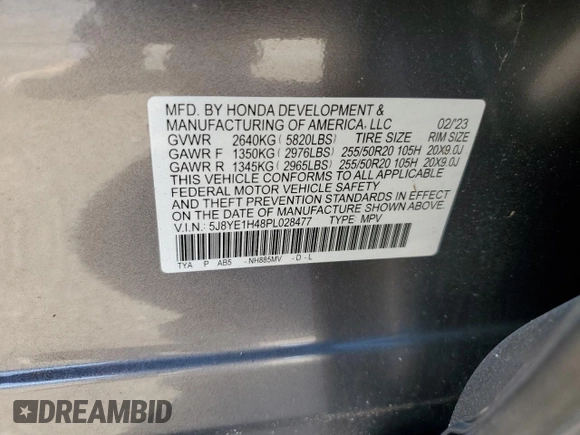 MFD. BY HONDA DEVELOPMENT &
MANUFACTURING OF AMERICA, LLC 02/'23
GVWR 2640KG ( 5820LBS) TIRE SIZE RIM SIZE
GAWR F 1350KG ( 2976LBS) 255/50R20 105H 20X9.0J
GAWR R 1345KG ( 2965LBS) 255/50R20 105H 20X9.0J
THIS VEHICLE CONFORMS TO ALL APPLICABLE
FEDERAL MOTOR VEHICLE SAFETY
AND THEFT PREVENTION STANDARDS IN EFFECT
ON THE DATE OF MANUFACTURE SHOWN ABOVE.
V.I.N.: 5J8YE1H48PL028477 TYPE MPV
TYA P AB5 -NH885MV -D-L
DREAMBID